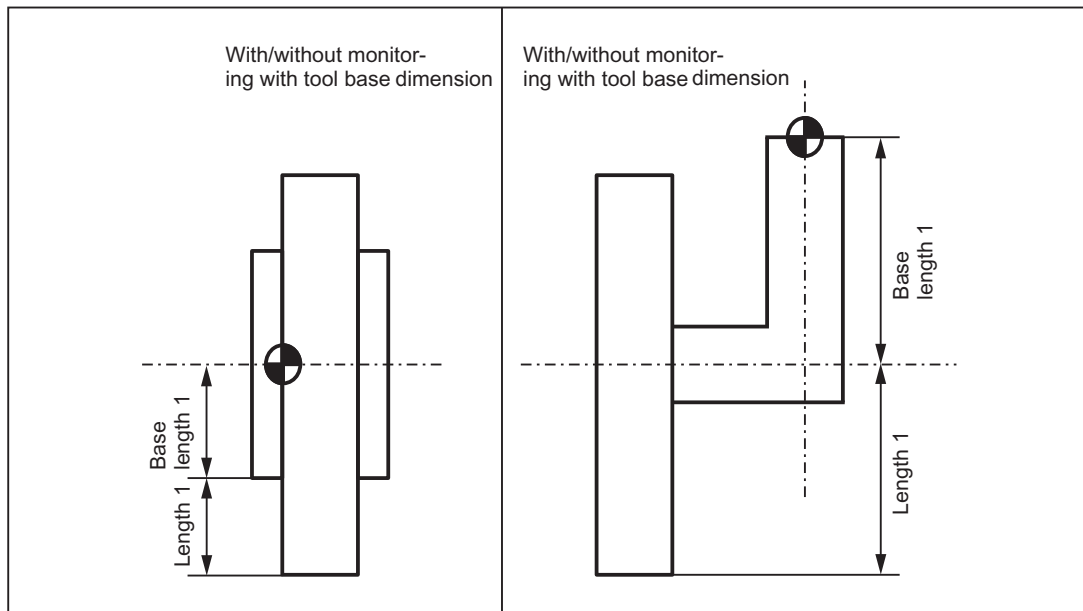 With/without monitor-
ing with tool base dimension
Base
length 1
Length 1
With/without monitor-
ing with tool base dimension
Base
length 1
Length 1